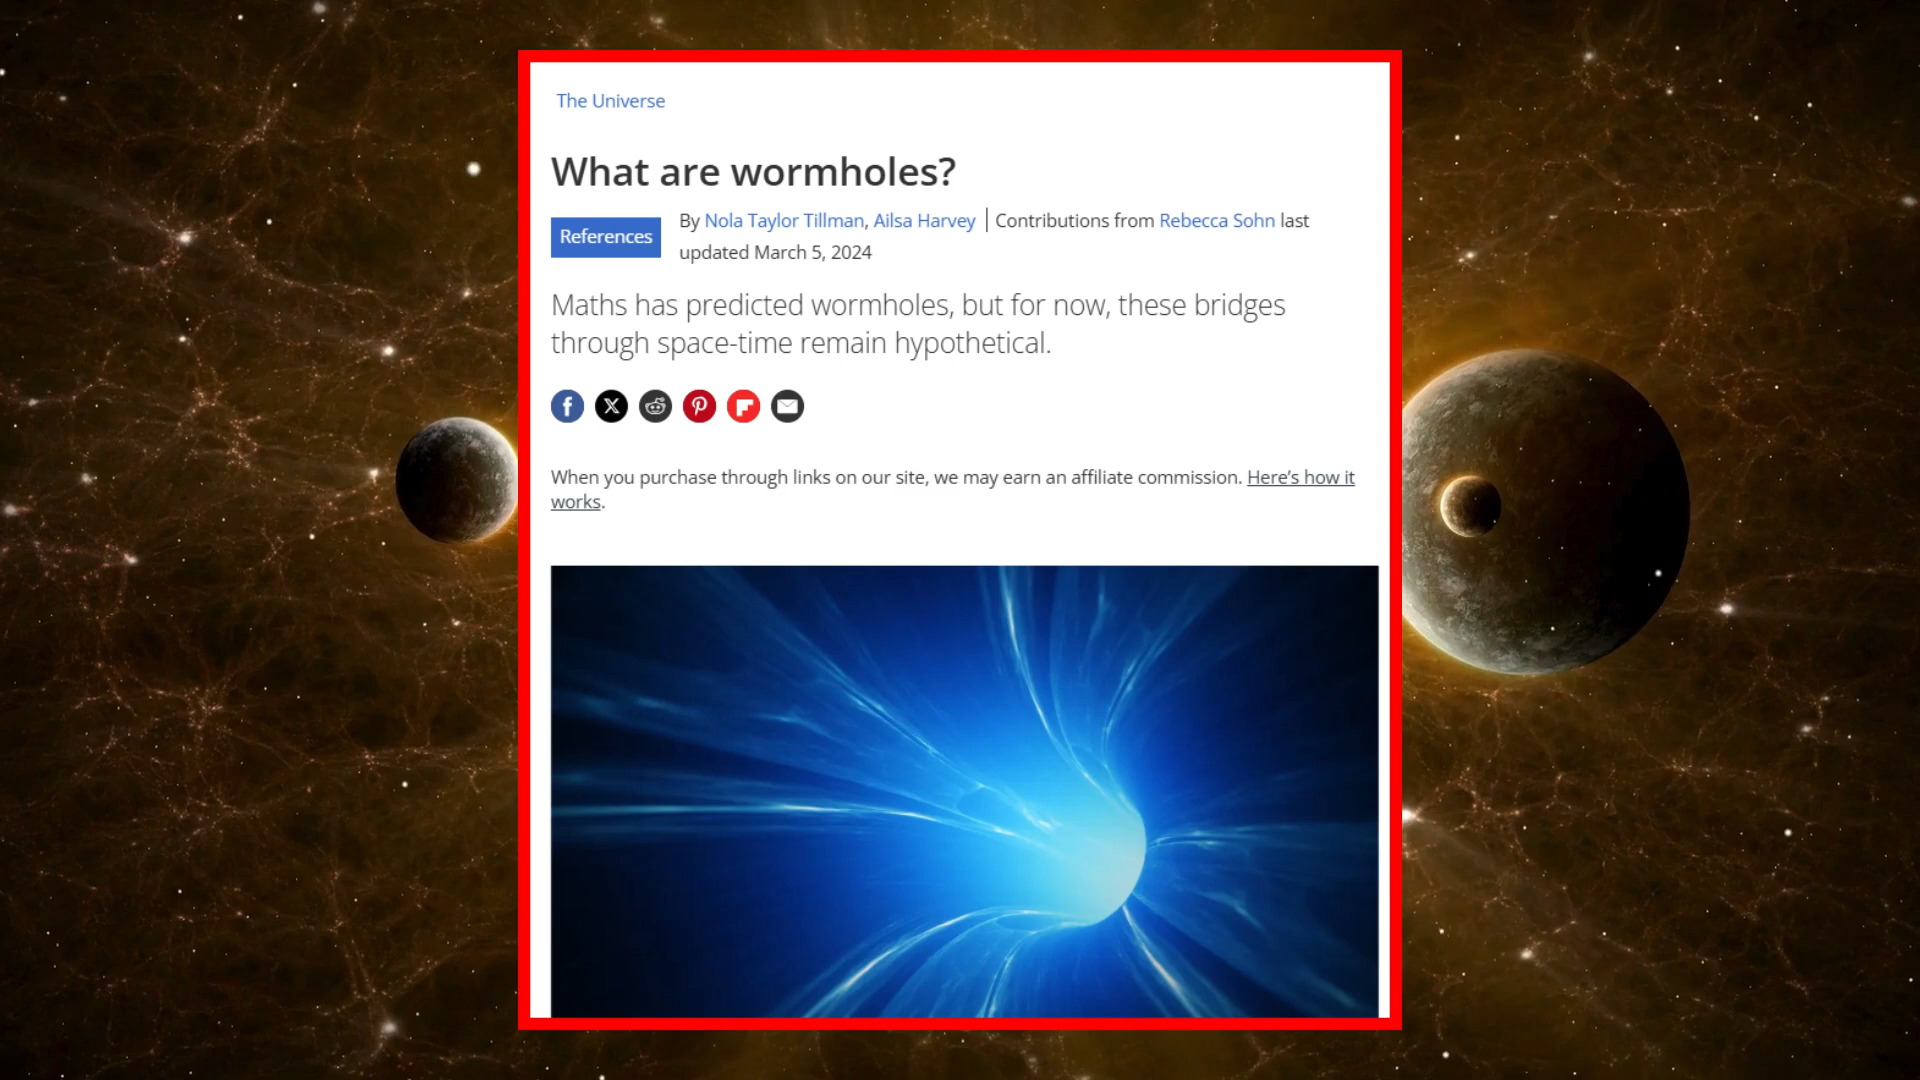 The Universe
What are wormholes?
References
By Nola Taylor Tillman, Ailsa Harvey | Contributions from Rebecca Sohn last
updated March 5, 2024
Maths has predicted wormholes, but for now, these bridges
through space-time remain hypothetical.
When you purchase through links on our site, we may earn an affiliate commission. Here’s how it
works.